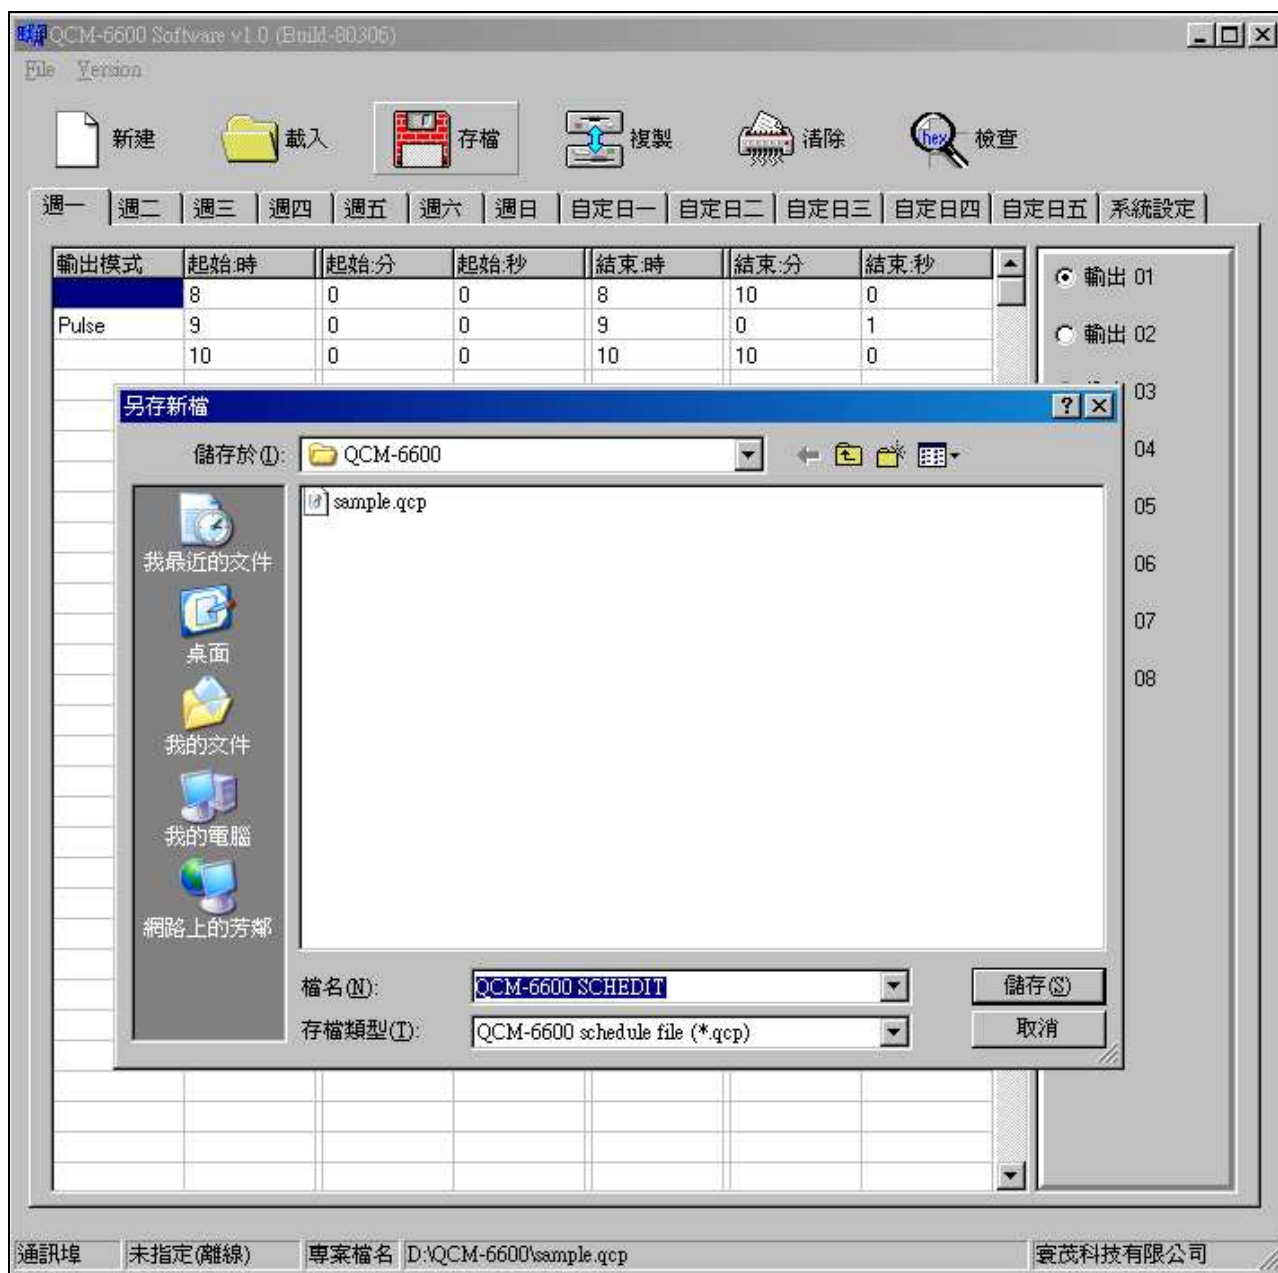 QCM-6600 Software v1.0 (Build-80306)
File Version
新建 載入 存檔 複製 清除 檢查
週一 週二 週三 週四 週五 週六 週日 自定日一 自定日二 自定日三 自定日四 自定日五 系統設定
輸出模式 起始:時 起始:分 起始:秒 結束:時 結束:分 結束:秒
8 0 0 8 10 0
Pulse 9 0 0 9 0 1
10 0 0 10 10 0
輸出 01
輸出 02
03
04
05
06
07
08
另存新檔
儲存於(I): QCM-6600
sample.qcp
我最近的文件
桌面
我的文件
我的電腦
網路上的芳鄰
檔名(N): QCM-6600 SCHEDIT 儲存(S)
存檔類型(T): QCM-6600 schedule file (*.qcp) 取消
通訊埠 未指定(離線) 專案檔名 D:\QCM-6600\sample.qcp 寰茂科技有限公司